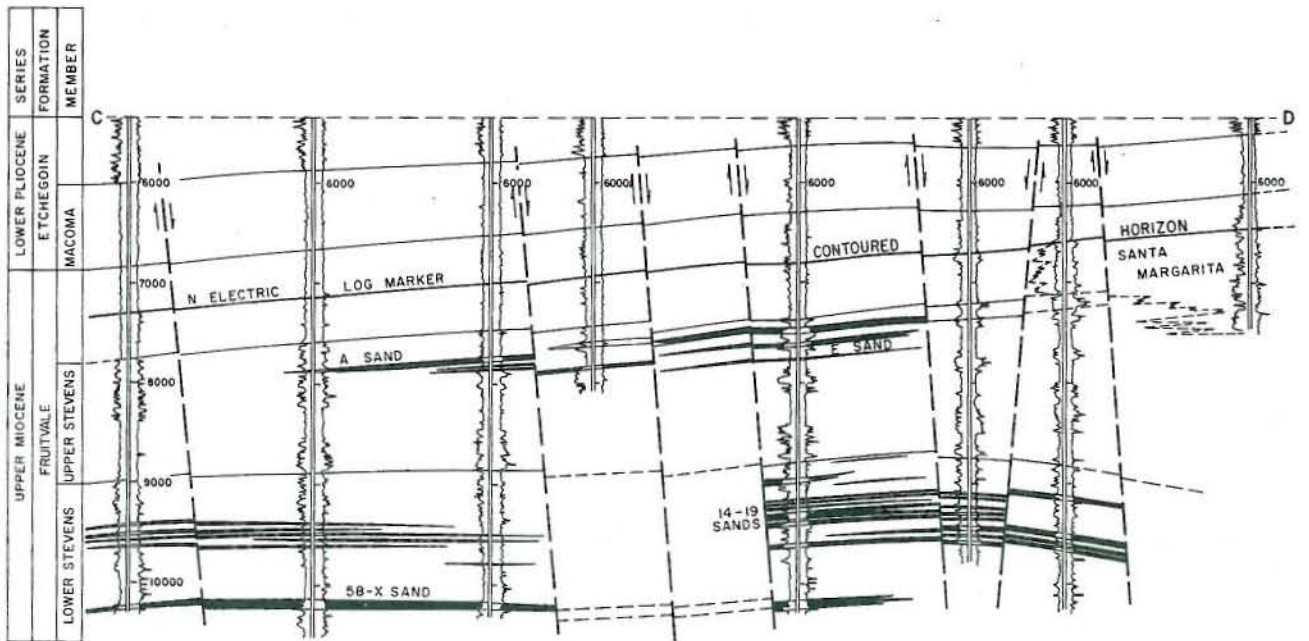 SERIES
FORMATION
MEMBER
LOWER PLIOCENE
ETCHEGOIN
MACOMA
UPPER MIOCENE
FRUITVALE
UPPER STEVENS
LOWER STEVENS
C
D
6000
6000
6000
6000
6000
6000
6000
6000
7000
8000
9000
10000
N ELECTRIC
LOG MARKER
CONTOURED
HORIZON
SANTA
MARGARITA
A SAND
E SAND
14-19
SANDS
58-X SAND